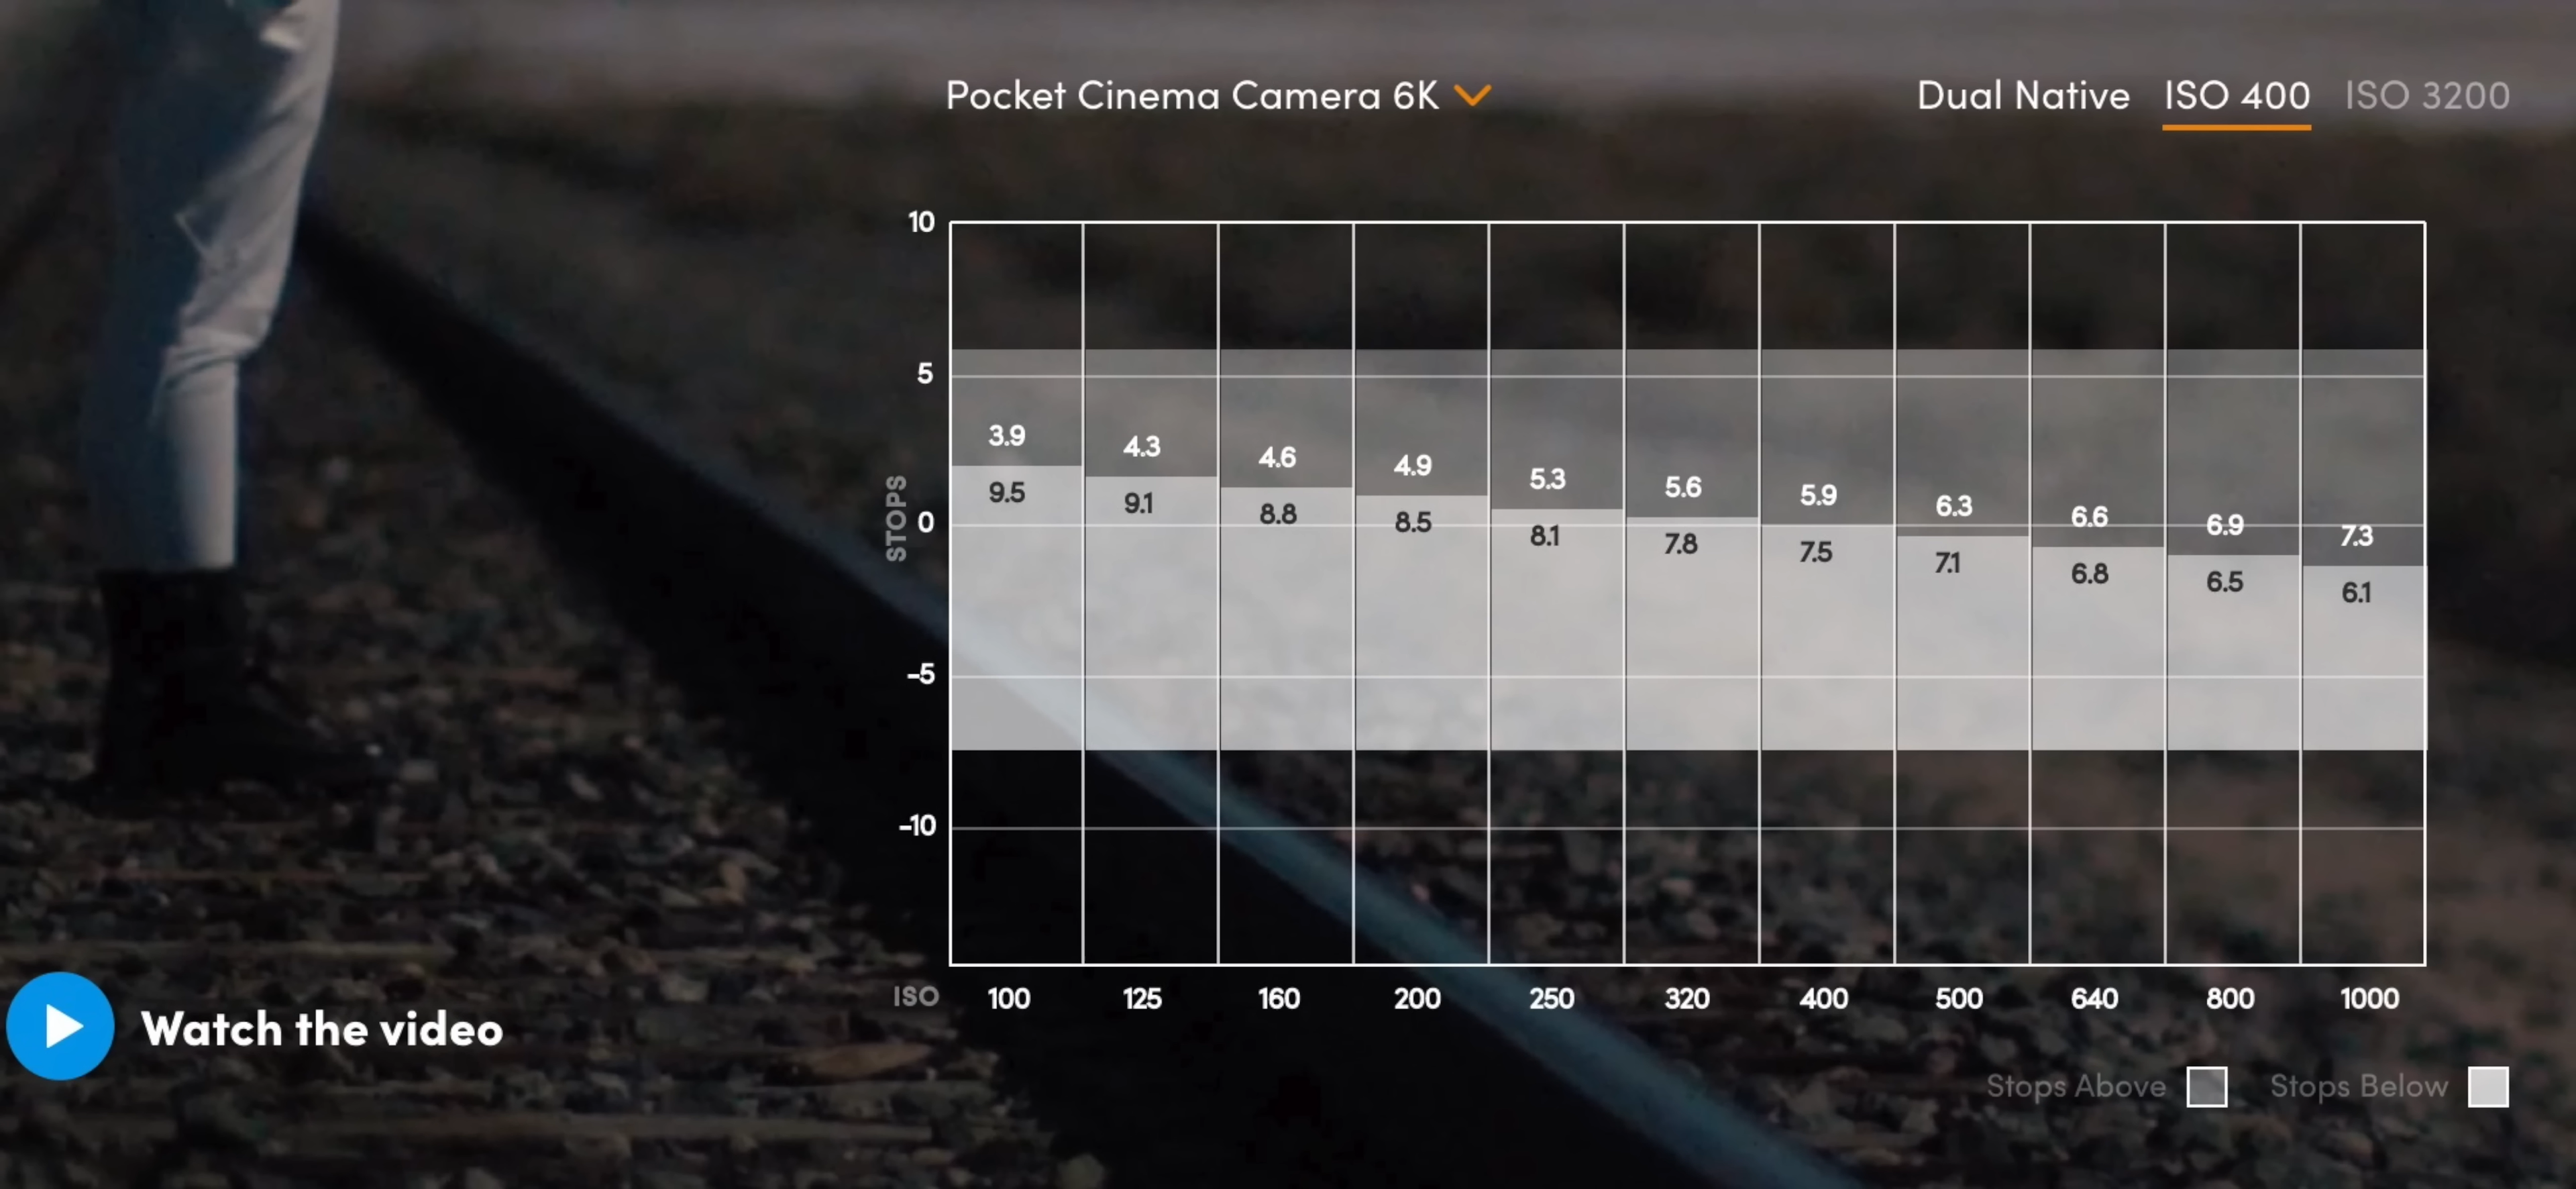 Pocket Cinema Camera 6K
Dual Native ISO 400 ISO 3200
10
5
0
-5
-10
STOPS
3.9 4.3 4.6 4.9 5.3 5.6 5.9 6.3 6.6 6.9 7.3
9.5 9.1 8.8 8.5 8.1 7.8 7.5 7.1 6.8 6.5 6.1
ISO 100 125 160 200 250 320 400 500 640 800 1000
Watch the video
Stops Above Stops Below